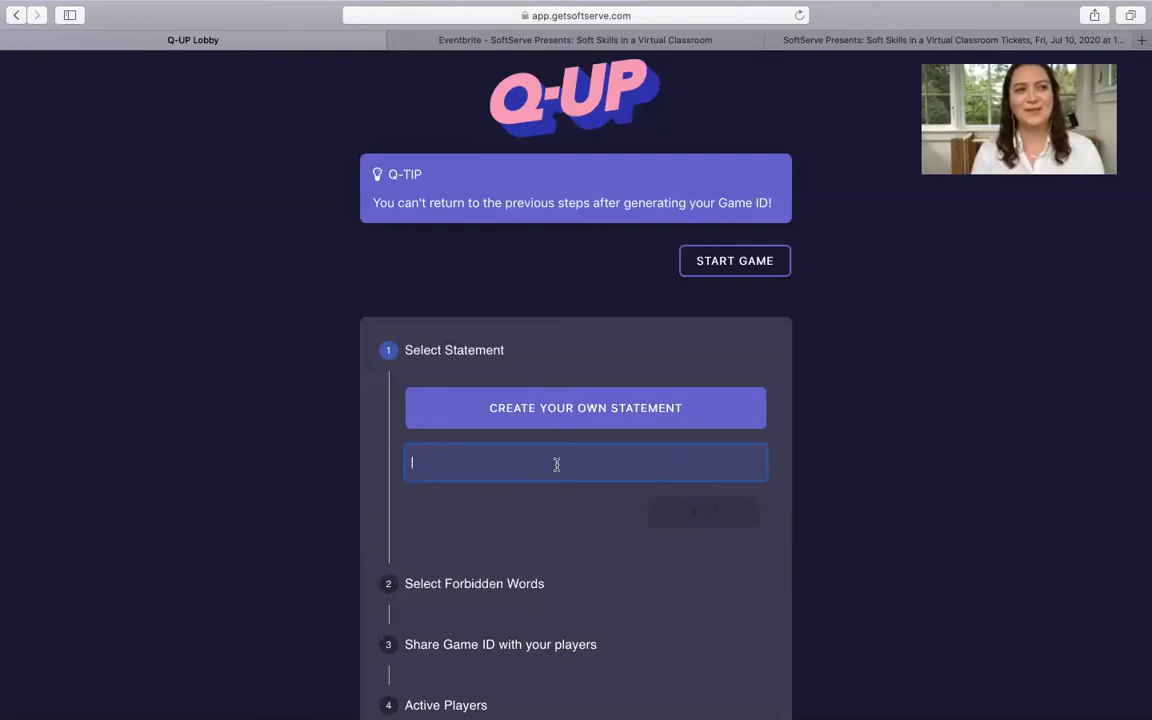 app.getsoftserve.com
Q-UP Lobby
Eventbrite - SoftServe Presents: Soft Skills in a Virtual Classroom
SoftServe Presents: Soft Skills in a Virtual Classroom Tickets, Fri, Jul 10, 2020 at 1...
Q-UP
Q-TIP
You can't return to the previous steps after generating your Game ID!
START GAME
1 Select Statement
CREATE YOUR OWN STATEMENT
2 Select Forbidden Words
3 Share Game ID with your players
4 Active Players